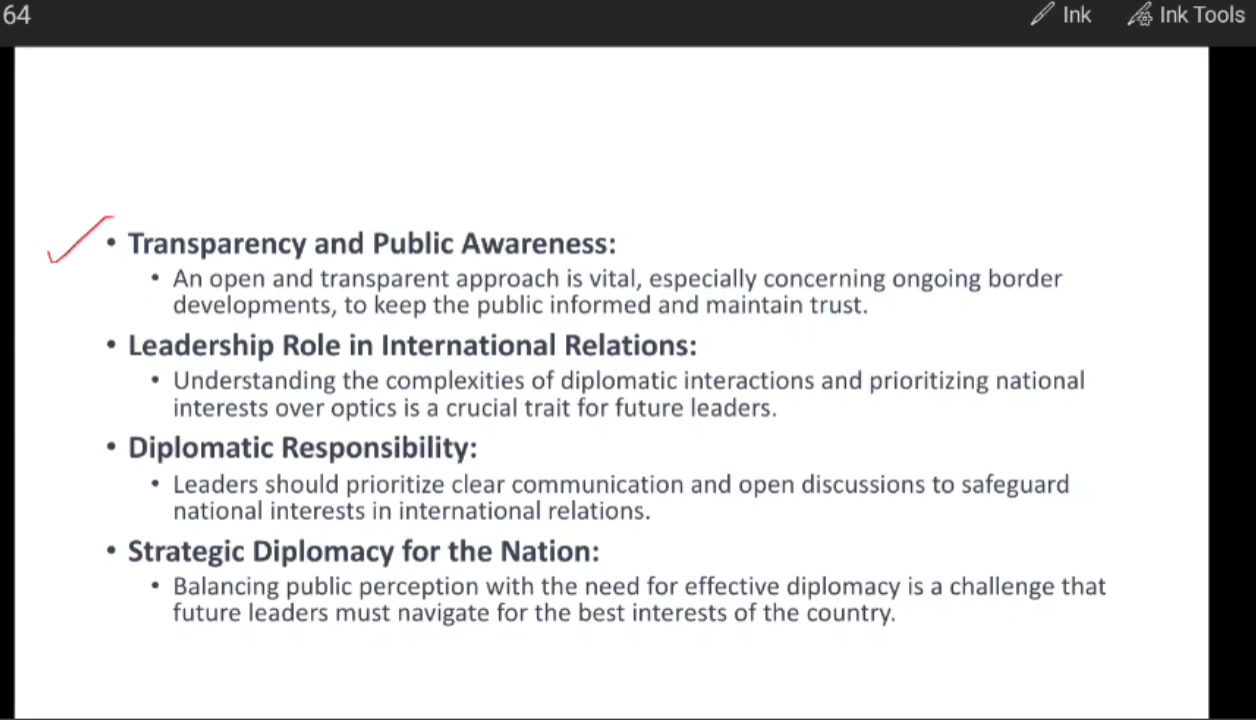 64
Ink
Ink Tools
• Transparency and Public Awareness:
• An open and transparent approach is vital, especially concerning ongoing border
developments, to keep the public informed and maintain trust.
• Leadership Role in International Relations:
• Understanding the complexities of diplomatic interactions and prioritizing national
interests over optics is a crucial trait for future leaders.
• Diplomatic Responsibility:
• Leaders should prioritize clear communication and open discussions to safeguard
national interests in international relations.
• Strategic Diplomacy for the Nation:
• Balancing public perception with the need for effective diplomacy is a challenge that
future leaders must navigate for the best interests of the country.